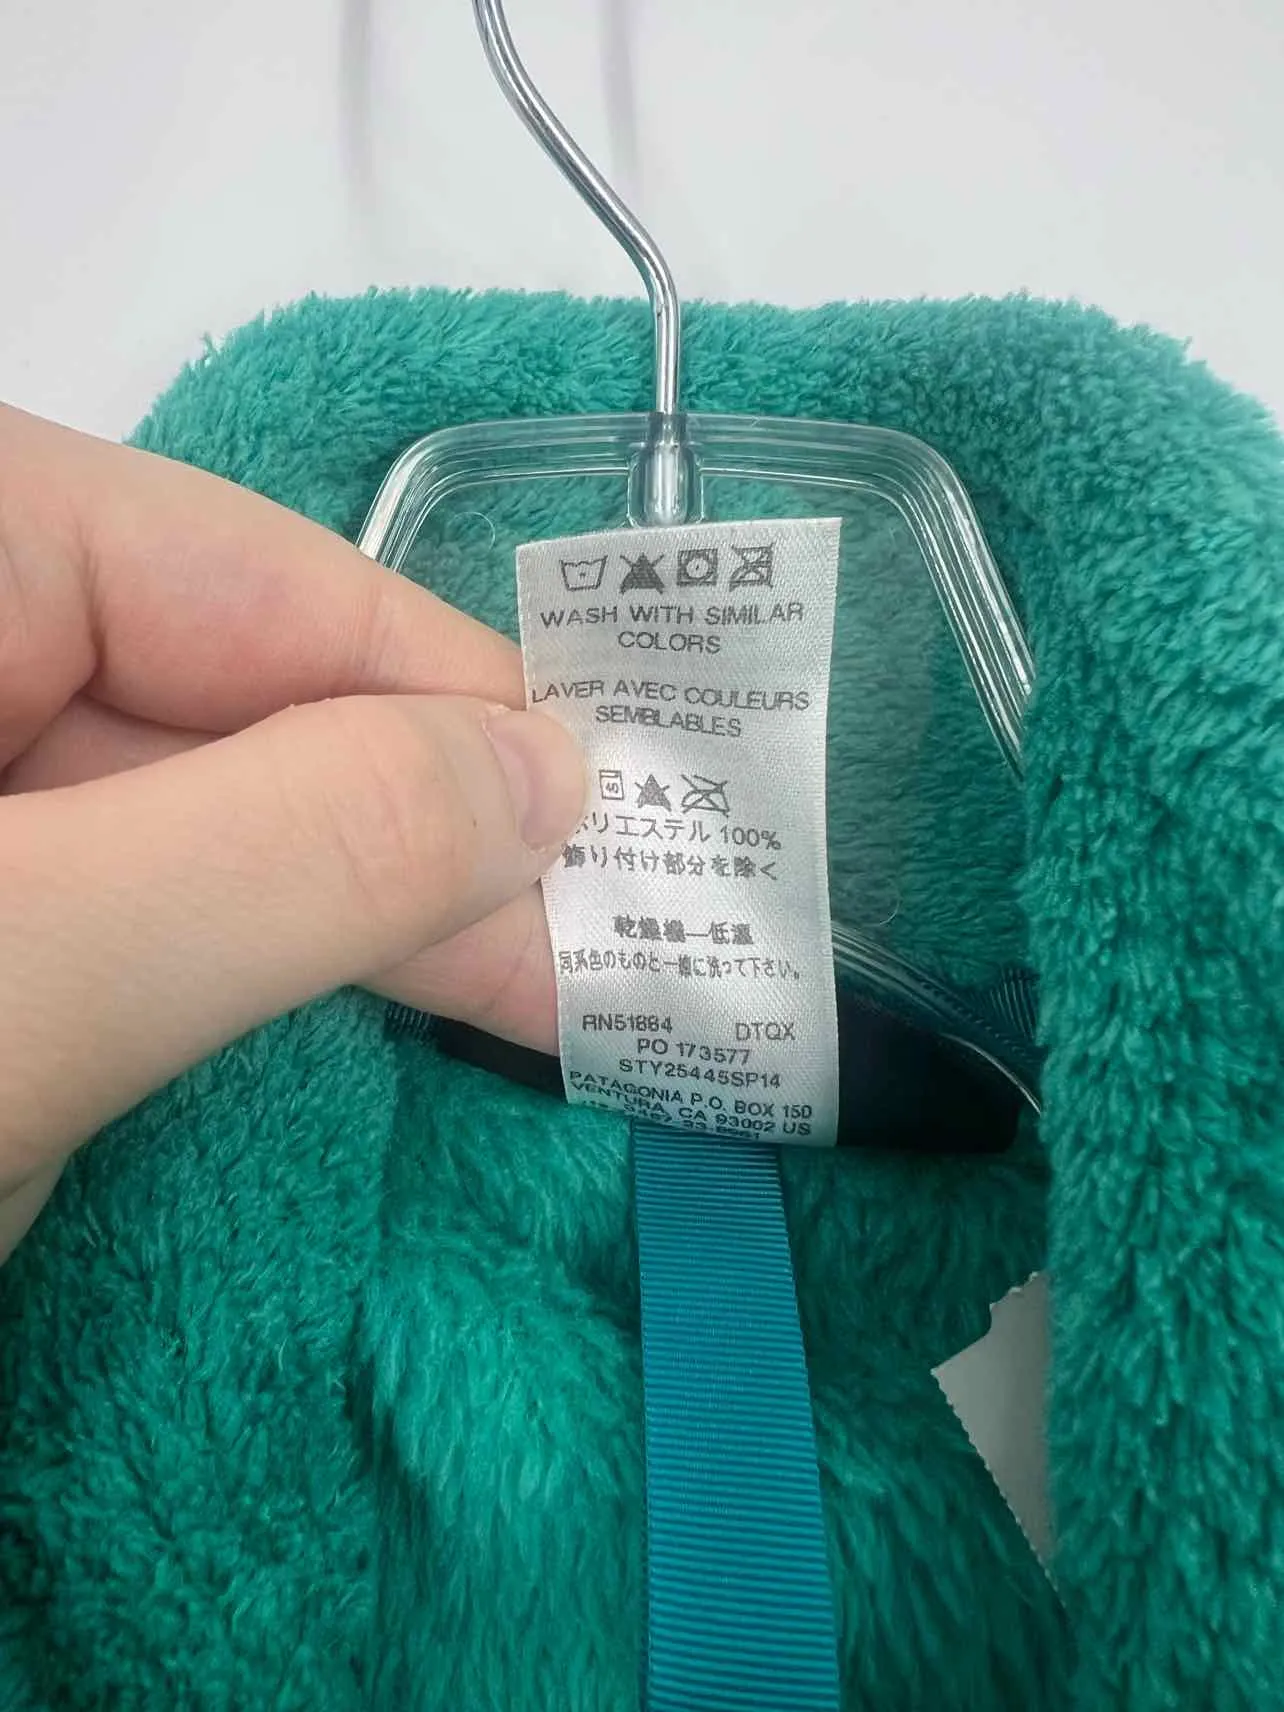 WASH WITH SIMILAR
COLORS
LAVER AVEC COULEURS
SEMBLABLES
40
ポリエステル 100%
飾り付け部分を除く
乾燥機—低温
同系色のものと一緒に洗って下さい。
RN51884 DTQX
PO 173577
STY25445SP14
PATAGONIA P.O. BOX 150
VENTURA, CA 93002 US